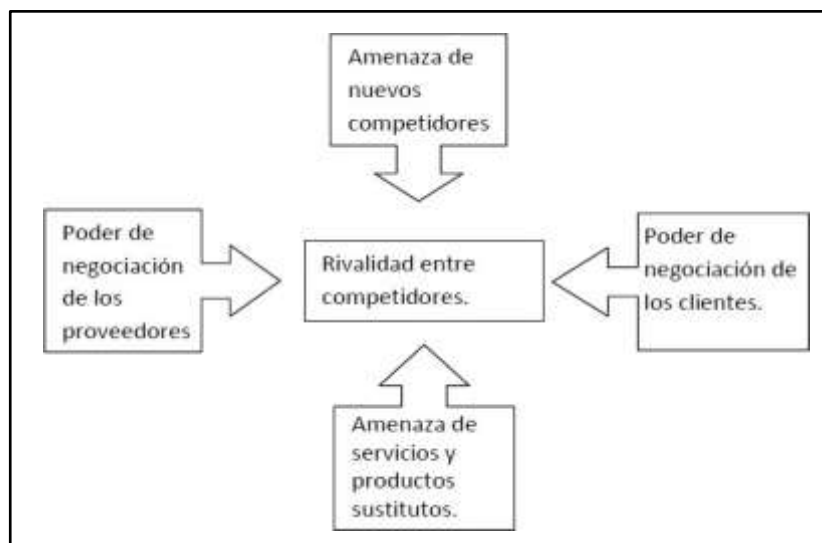 Amenaza de
nuevos
competidores
Poder de
negociación
de los
proveedores
Rivalidad entre
competidores.
Poder de
negociación de
los clientes.
Amenaza de
servicios y
productos
sustitutos.